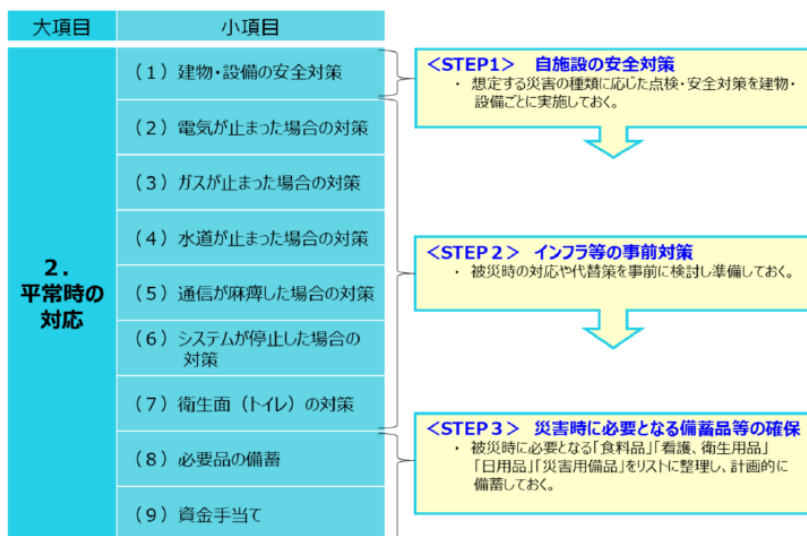 大項目
小項目
2．
平常時の
対応
（1）建物・設備の安全対策
（2）電気が止まった場合の対策
（3）ガスが止まった場合の対策
（4）水道が止まった場合の対策
（5）通信が麻痺した場合の対策
（6）システムが停止した場合の
対策
（7）衛生面（トイレ）の対策
（8）必要品の備蓄
（9）資金手当て
＜STEP1＞　自施設の安全対策
・ 想定する災害の種類に応じた点検・安全対策を建物・
設備ごとに実施しておく。
＜STEP２＞　インフラ等の事前対策
・ 被災時の対応や代替策を事前に検討し準備しておく。
＜STEP３＞　災害時に必要となる備蓄品等の確保
・ 被災時に必要となる「食料品」「看護、衛生用品」
「日用品」「災害用備品」をリストに整理し、計画的に
備蓄しておく。